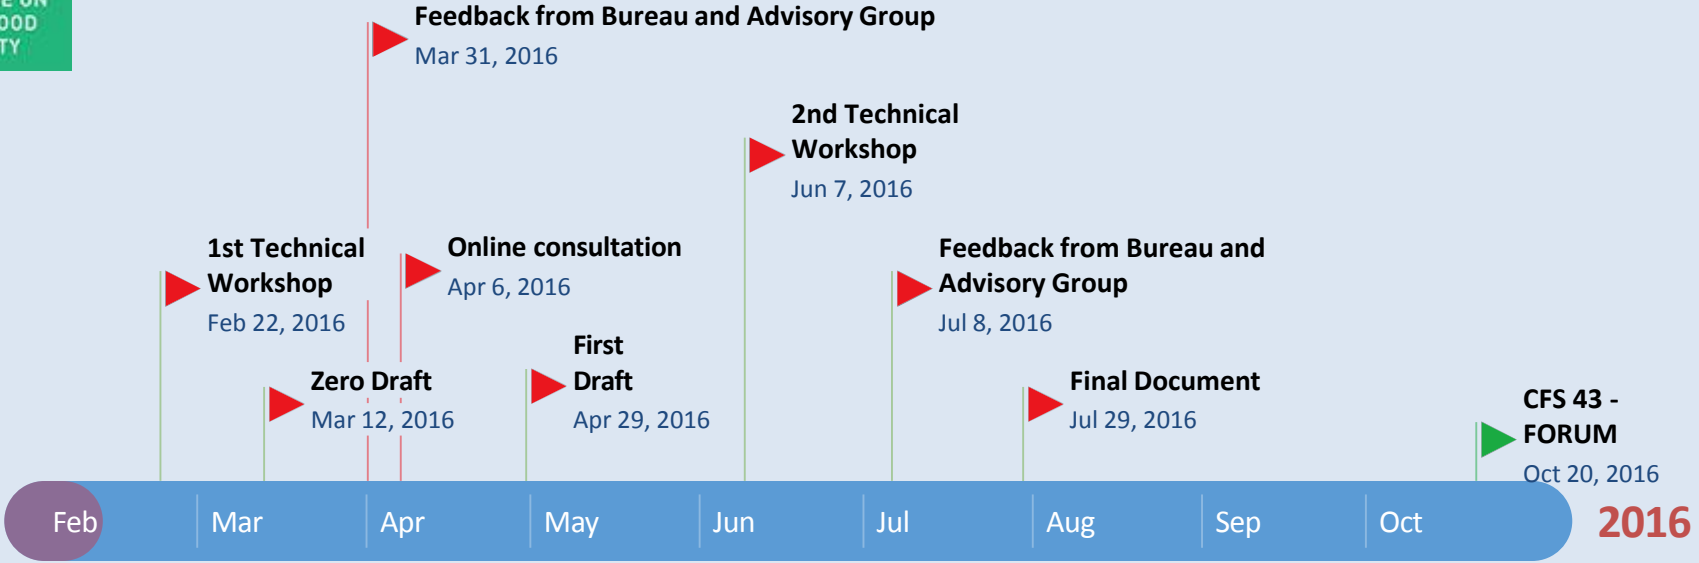 OOD
TY
Feedback from Bureau and Advisory Group
Mar 31, 2016
2nd Technical
Workshop
Jun 7, 2016
1st Technical
Workshop
Feb 22, 2016
Online consultation
Apr 6, 2016
Feedback from Bureau and
Advisory Group
Jul 8, 2016
First
Draft
Apr 29, 2016
Zero Draft
Mar 12, 2016
Final Document
Jul 29, 2016
CFS 43 -
FORUM
Oct 20, 2016
Feb Mar Apr May Jun Jul Aug Sep Oct 2016